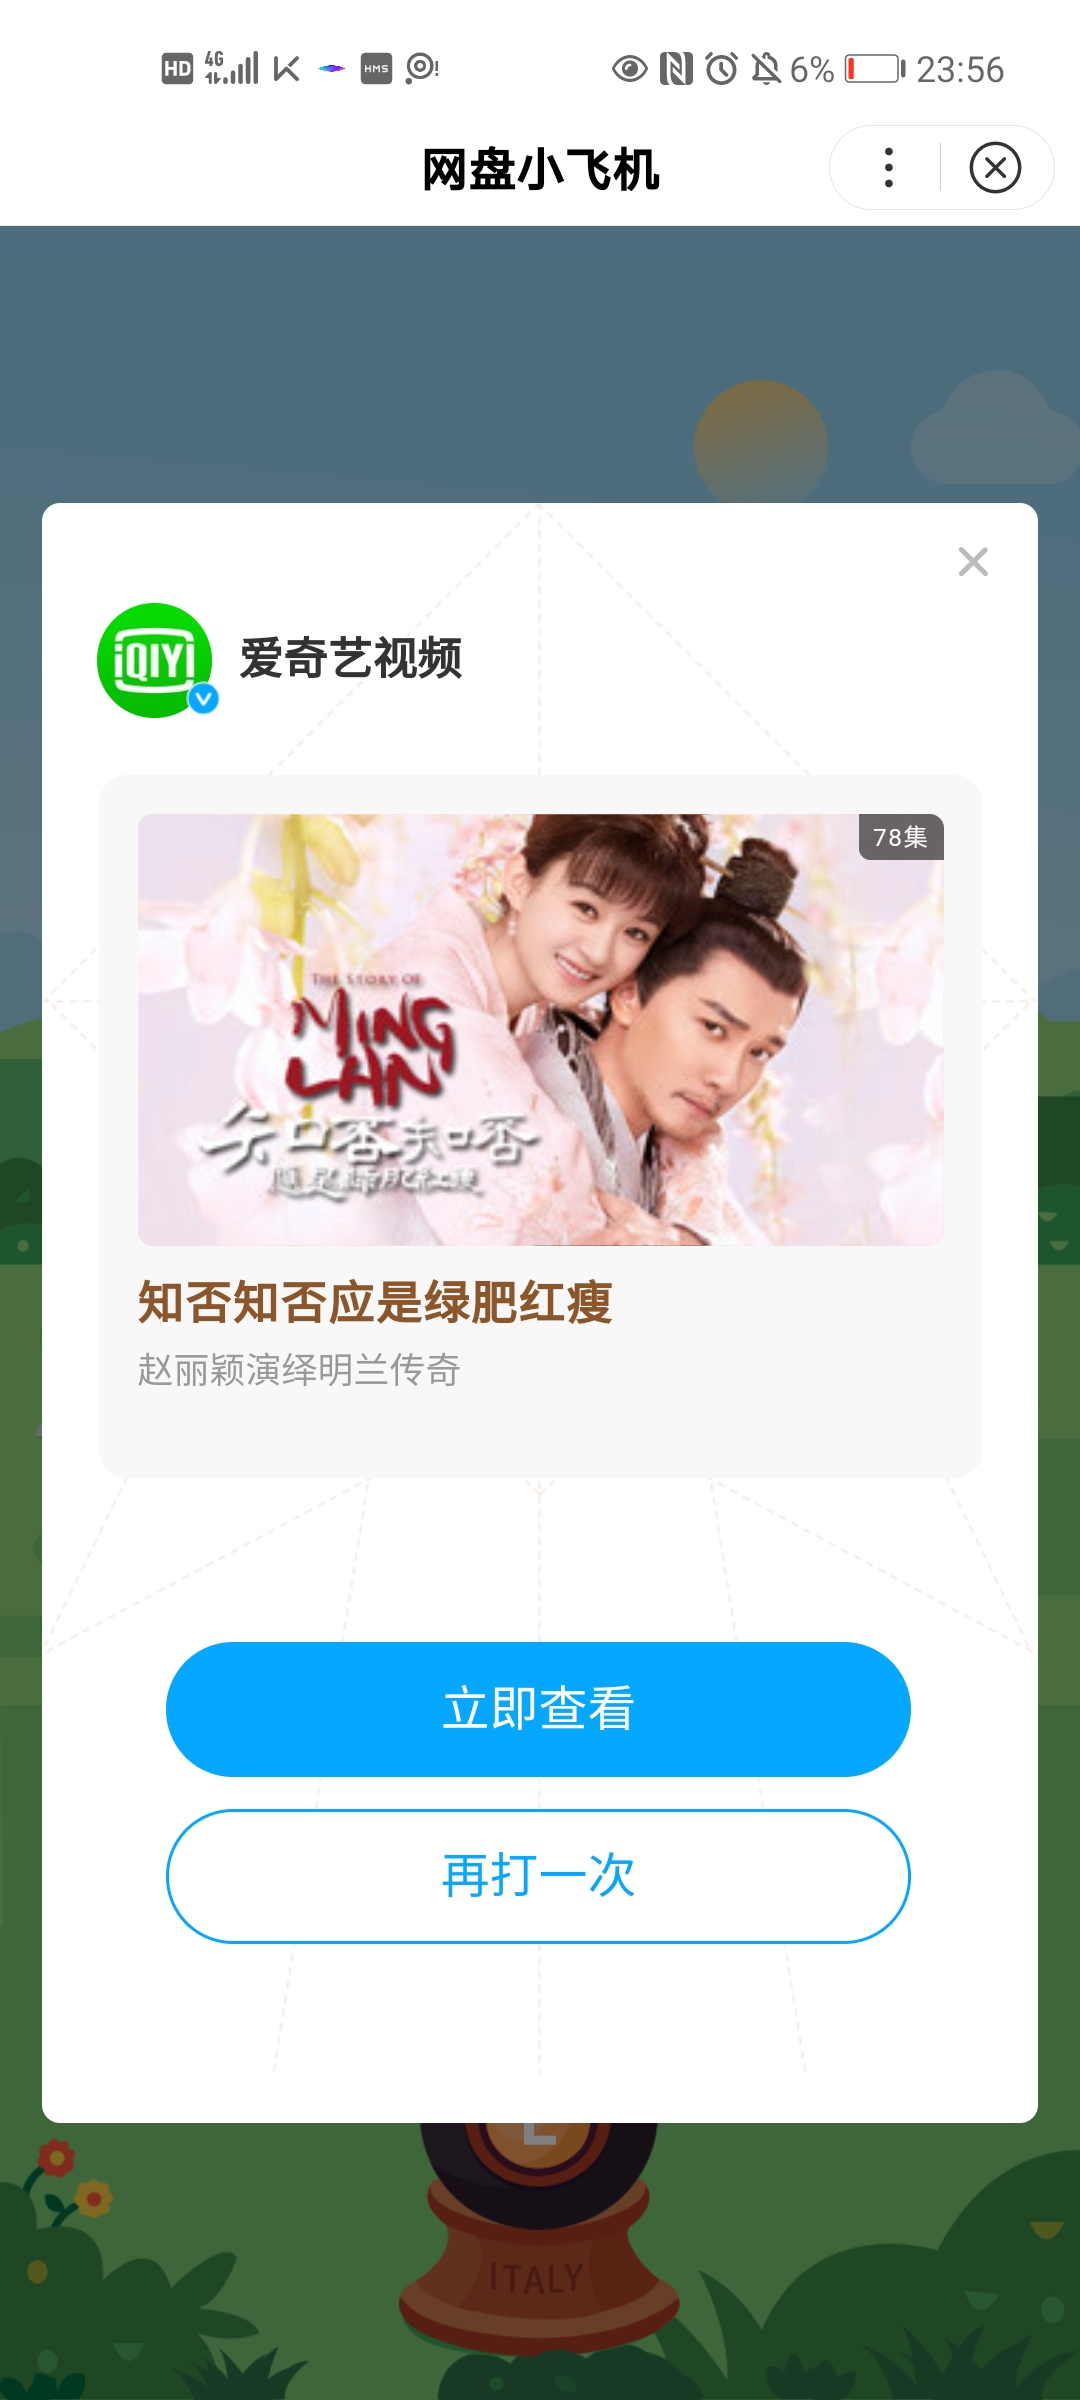 HD 4G HMS 6% 23:56
网盘小飞机
iQIYI
爱奇艺视频
78集
THE STORY OF
MING
LAN
知否知否
应是绿肥红瘦
知否知否应是绿肥红瘦
赵丽颖演绎明兰传奇
立即查看
再打一次
L
ITALY